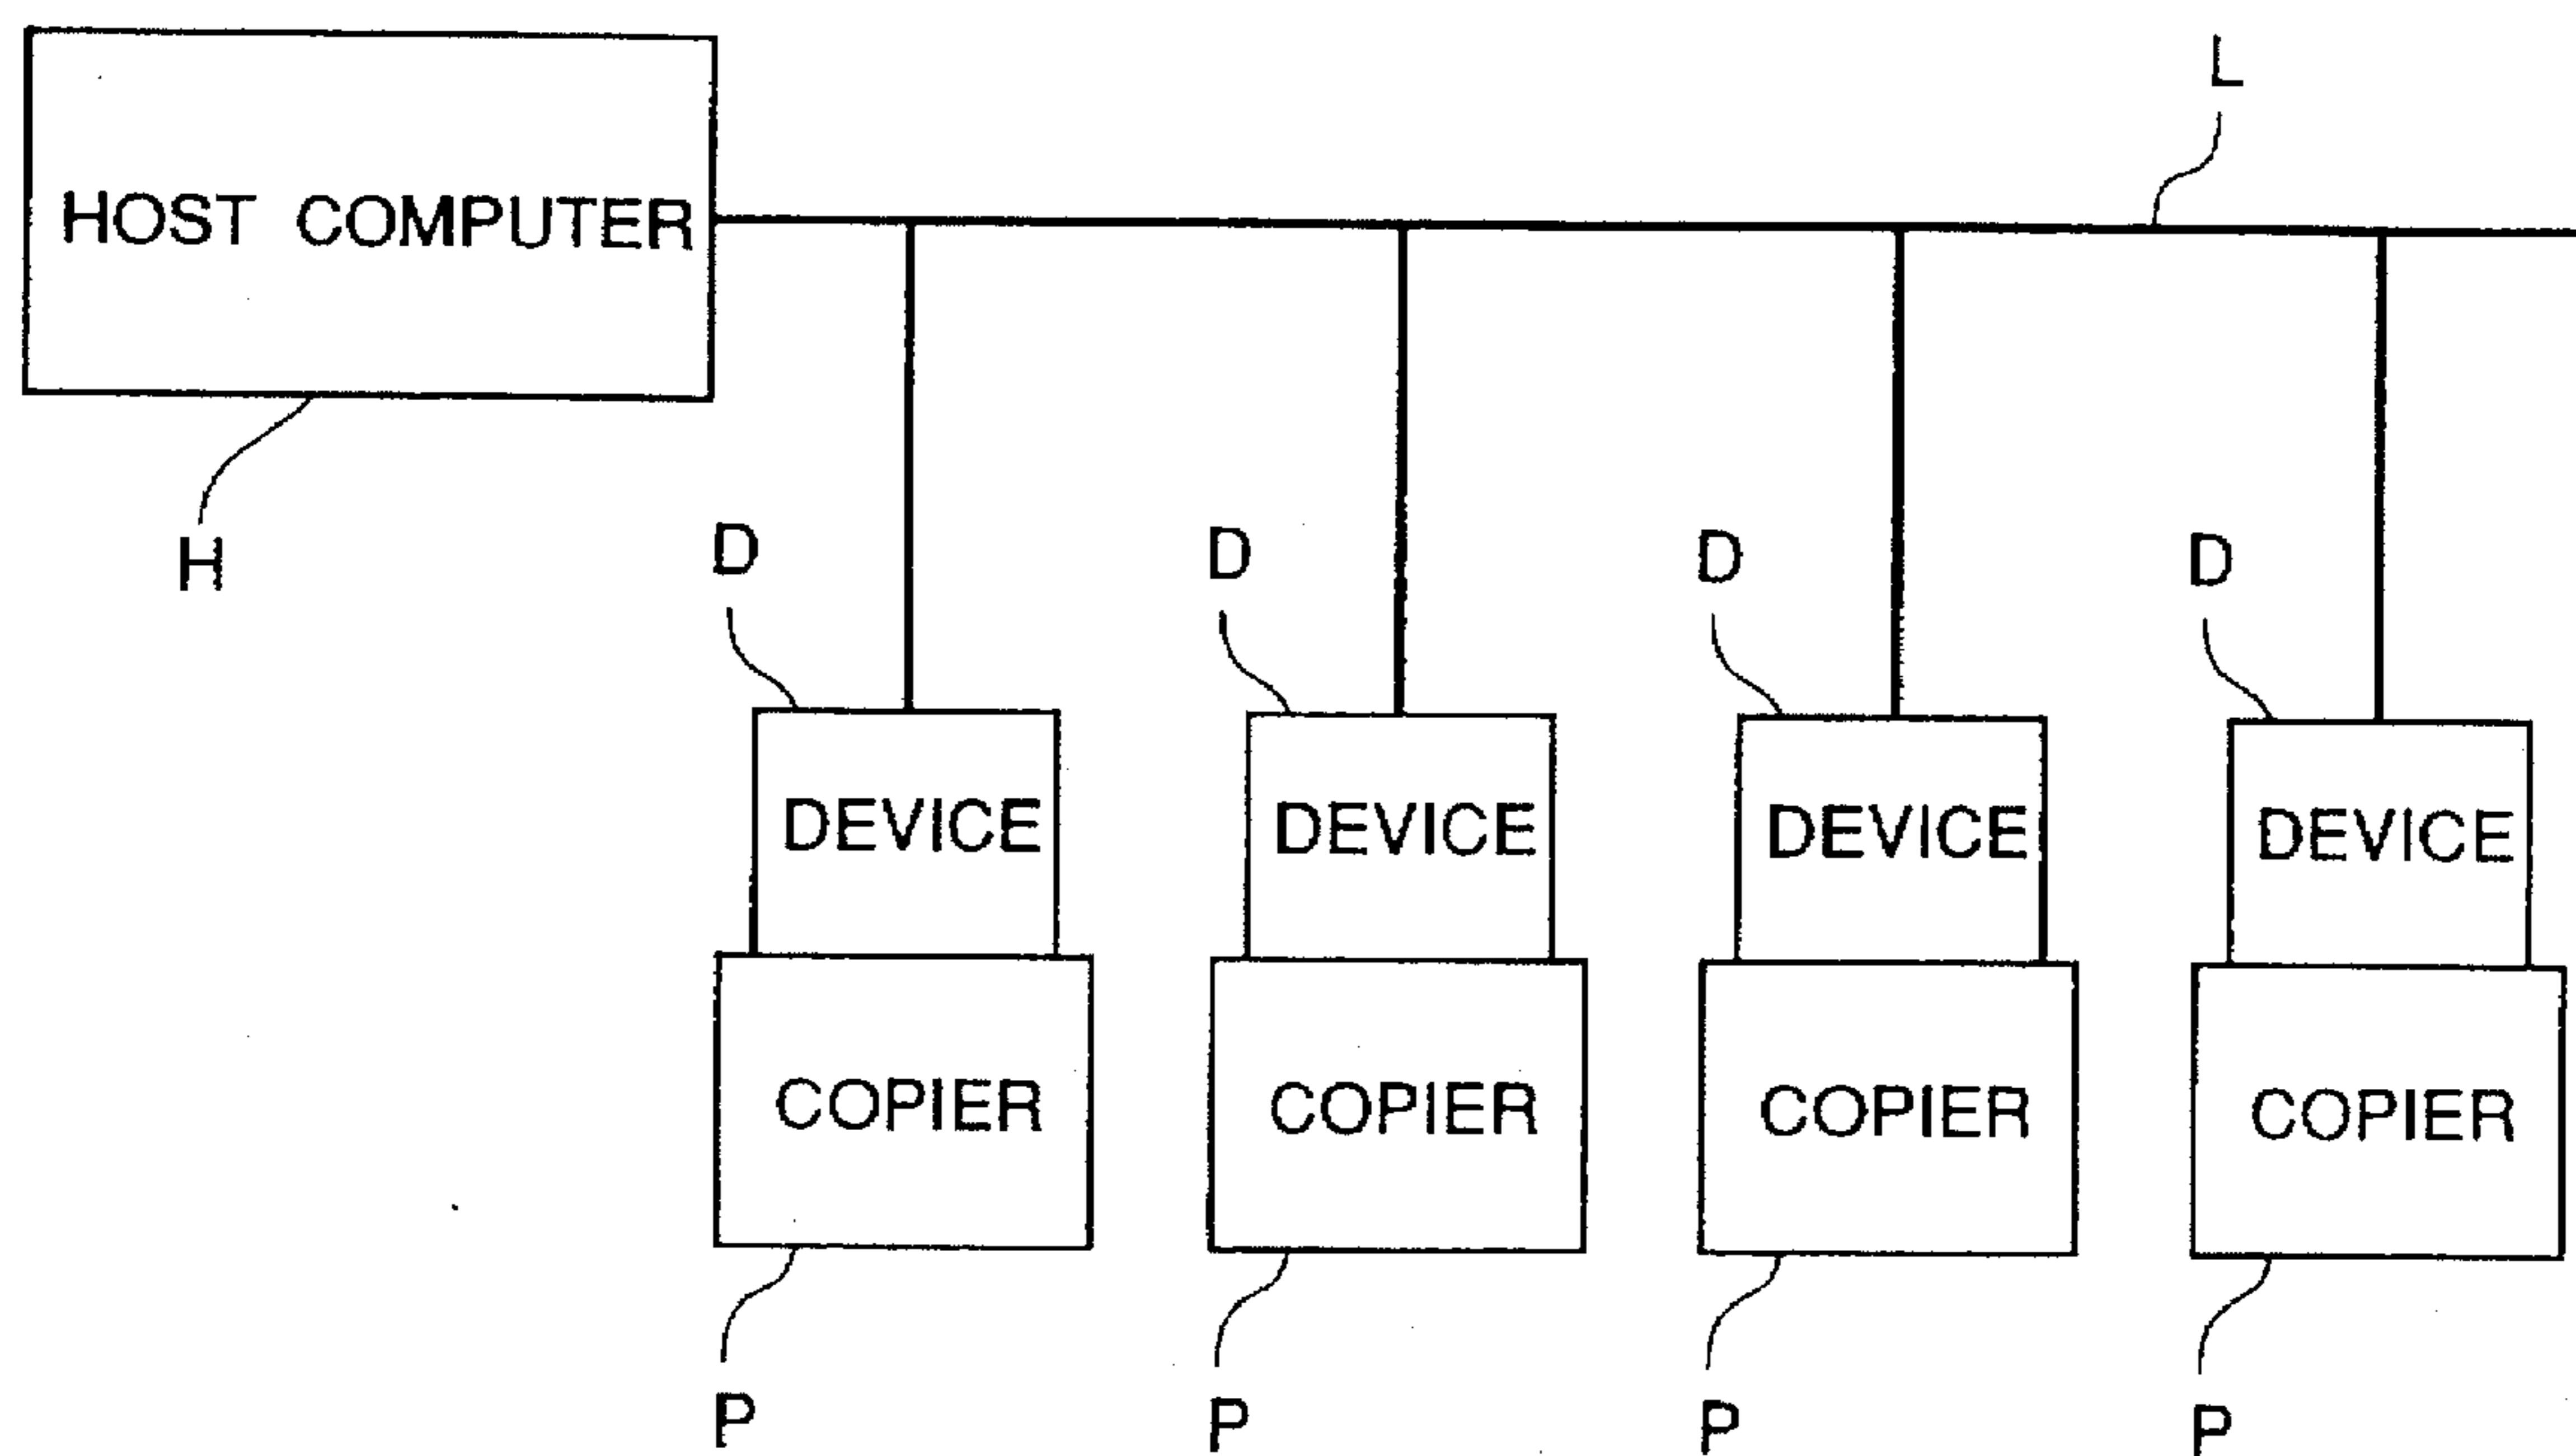 L
HOST COMPUTER
H
D D D D
DEVICE DEVICE DEVICE DEVICE
COPIER COPIER COPIER COPIER
P P P P